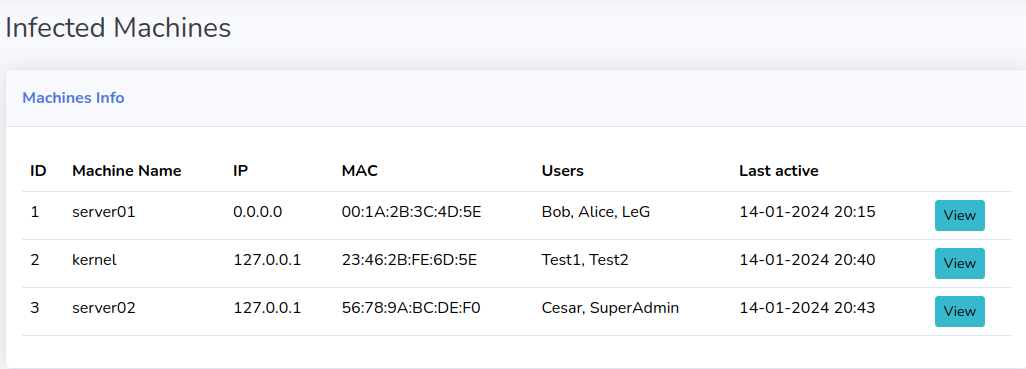 Infected Machines
Machines Info
ID Machine Name IP MAC Users Last active
1 server01 0.0.0.0 00:1A:2B:3C:4D:5E Bob, Alice, LeG 14-01-2024 20:15 View
2 kernel 127.0.0.1 23:46:2B:FE:6D:5E Test1, Test2 14-01-2024 20:40 View
3 server02 127.0.0.1 56:78:9A:BC:DE:F0 Cesar, SuperAdmin 14-01-2024 20:43 View